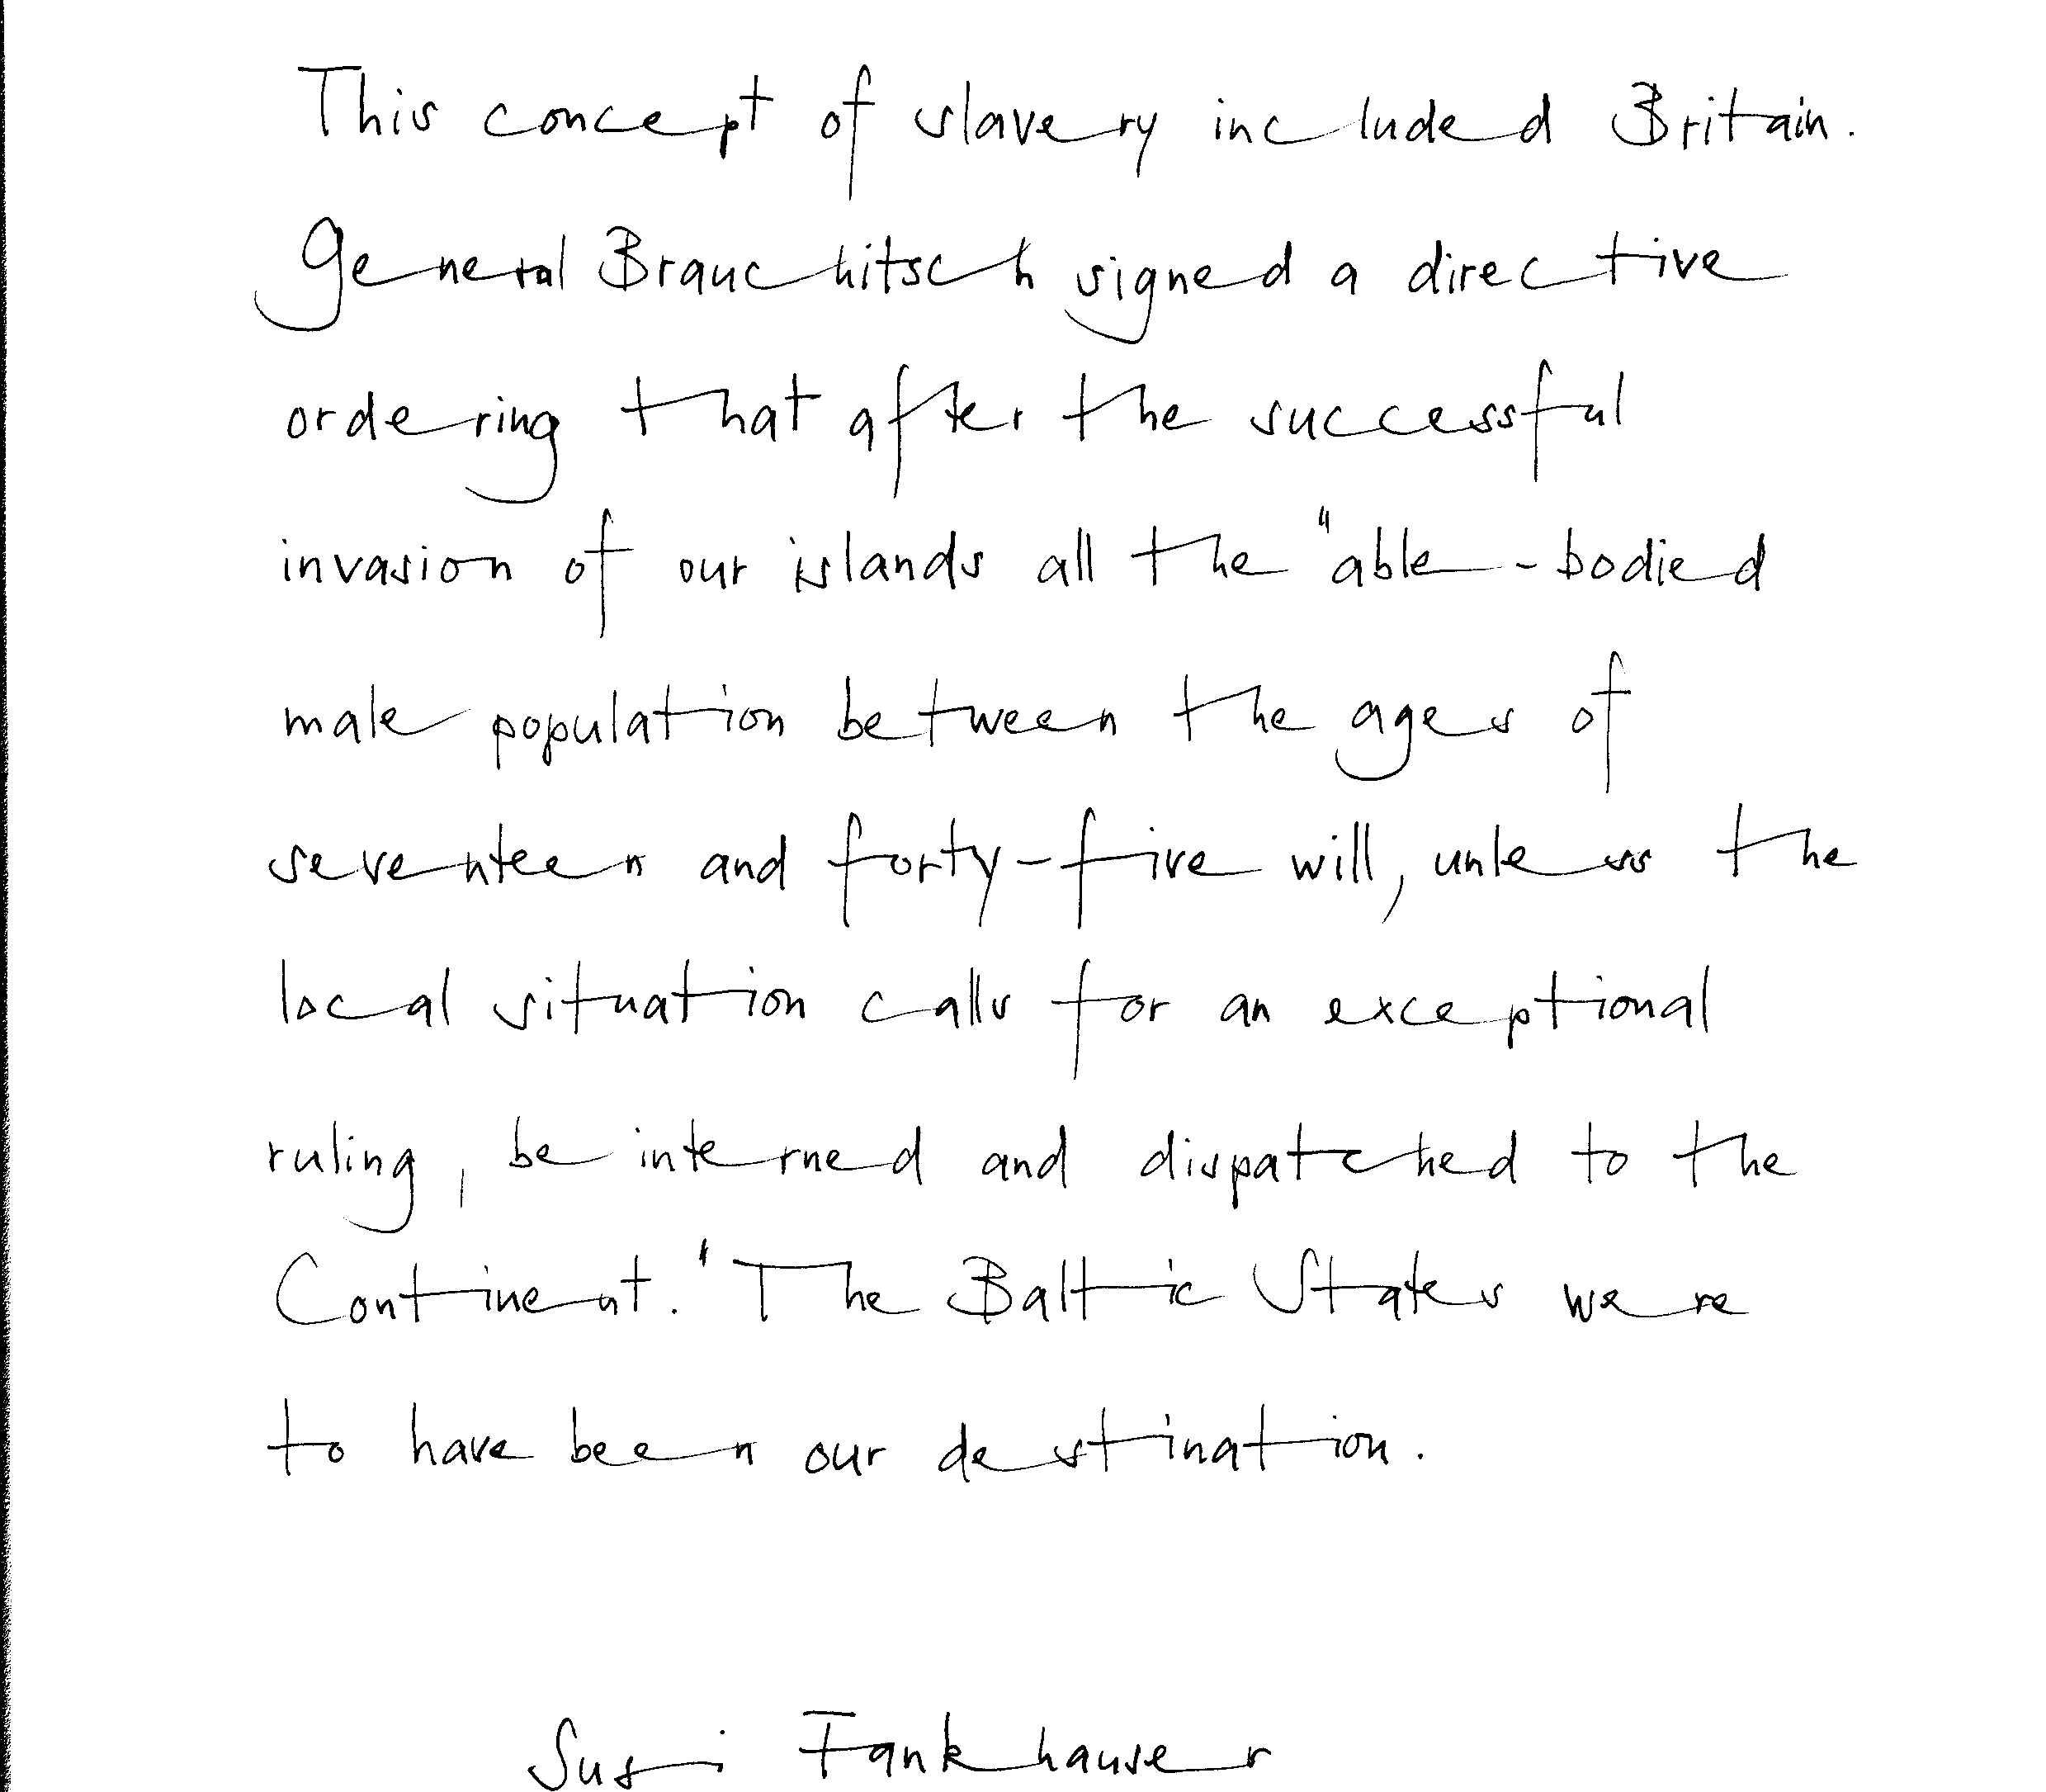 This concept of slavery included Britain.
General Brauchitsch signed a directive
ordering that after the successful
invasion of our islands all the "able-bodied
male population between the ages of
seventeen and forty-five will, unless the
local situation calls for an exceptional
ruling, be interned and dispatched to the
Continent." The Baltic States were
to have been our destination.
Susi Fankhauser